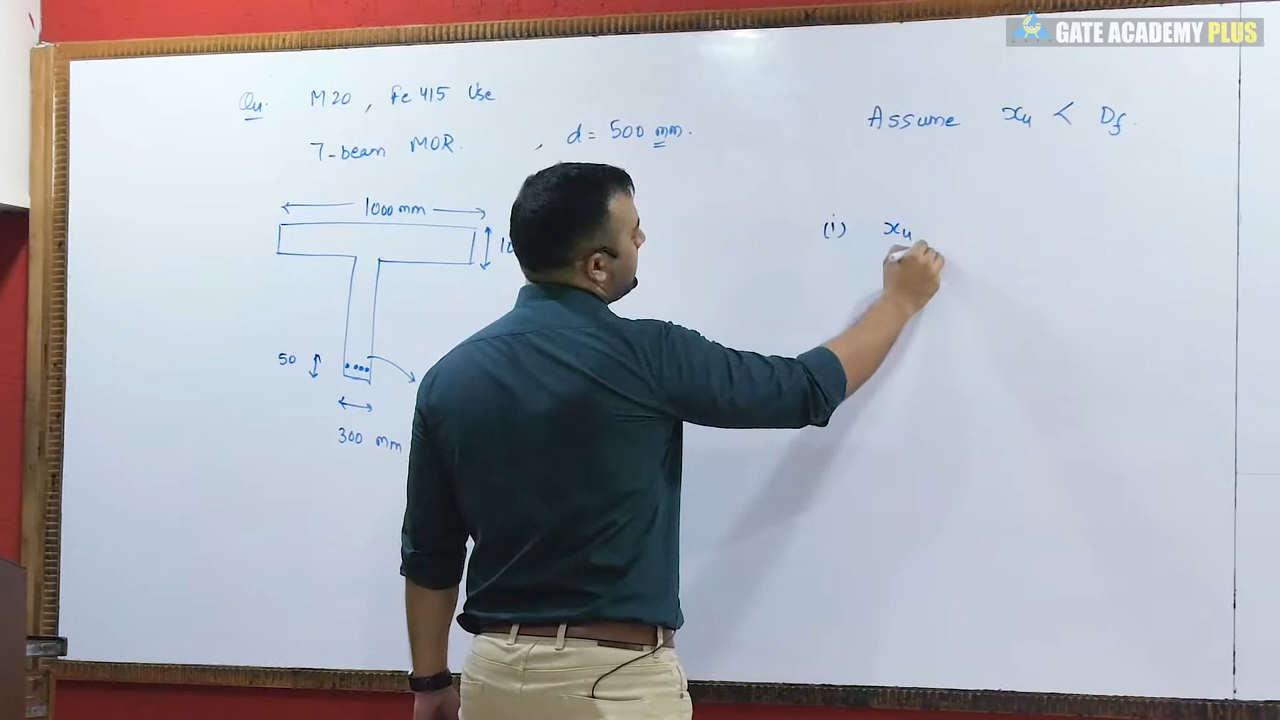 GATE ACADEMY PLUS
Qu. M20, Fe 415 Use
T-beam MOR. , d = 500 mm.
1000 mm
50
300 mm
Assume xu < Df.
(i) xu